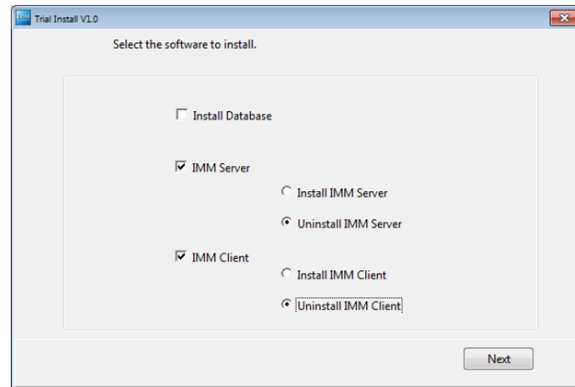 Trial Install V1.0
Select the software to install.
Install Database
IMM Server
Install IMM Server
Uninstall IMM Server
IMM Client
Install IMM Client
Uninstall IMM Client
Next